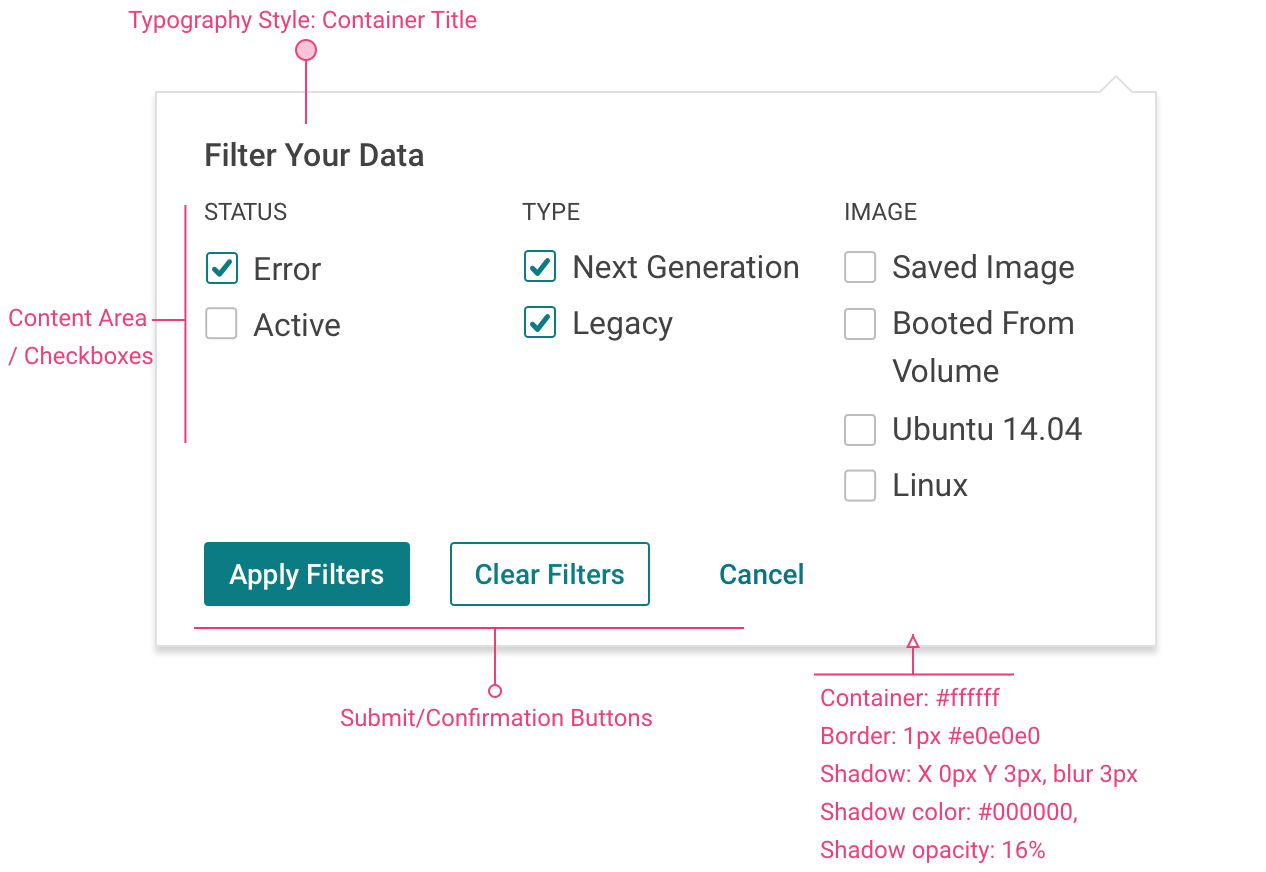 Typography Style: Container Title
Filter Your Data
STATUS
Error
Active
TYPE
Next Generation
Legacy
IMAGE
Saved Image
Booted From
Volume
Ubuntu 14.04
Linux
Content Area
/ Checkboxes
Apply Filters
Clear Filters
Cancel
Submit/Confirmation Buttons
Container: #ffffff
Border: 1px #e0e0e0
Shadow: X 0px Y 3px, blur 3px
Shadow color: #000000,
Shadow opacity: 16%